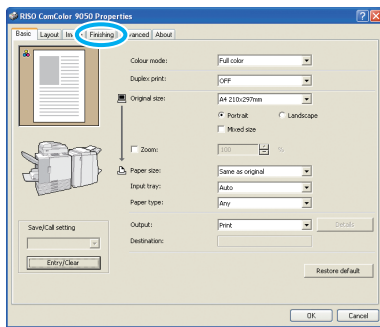 RISO ComColor 9050 Properties
Basic Layout Finishing Advanced About
Colour mode: Full color
Duplex print: OFF
Original size: A4 210x297mm
Portrait Landscape
Mixed size
Zoom: 100 %
Paper size: Same as original
Input tray: Auto
Paper type: Any
Save/Call setting
Output: Print Details
Destination:
Entry/Clear
Restore default
OK Cancel